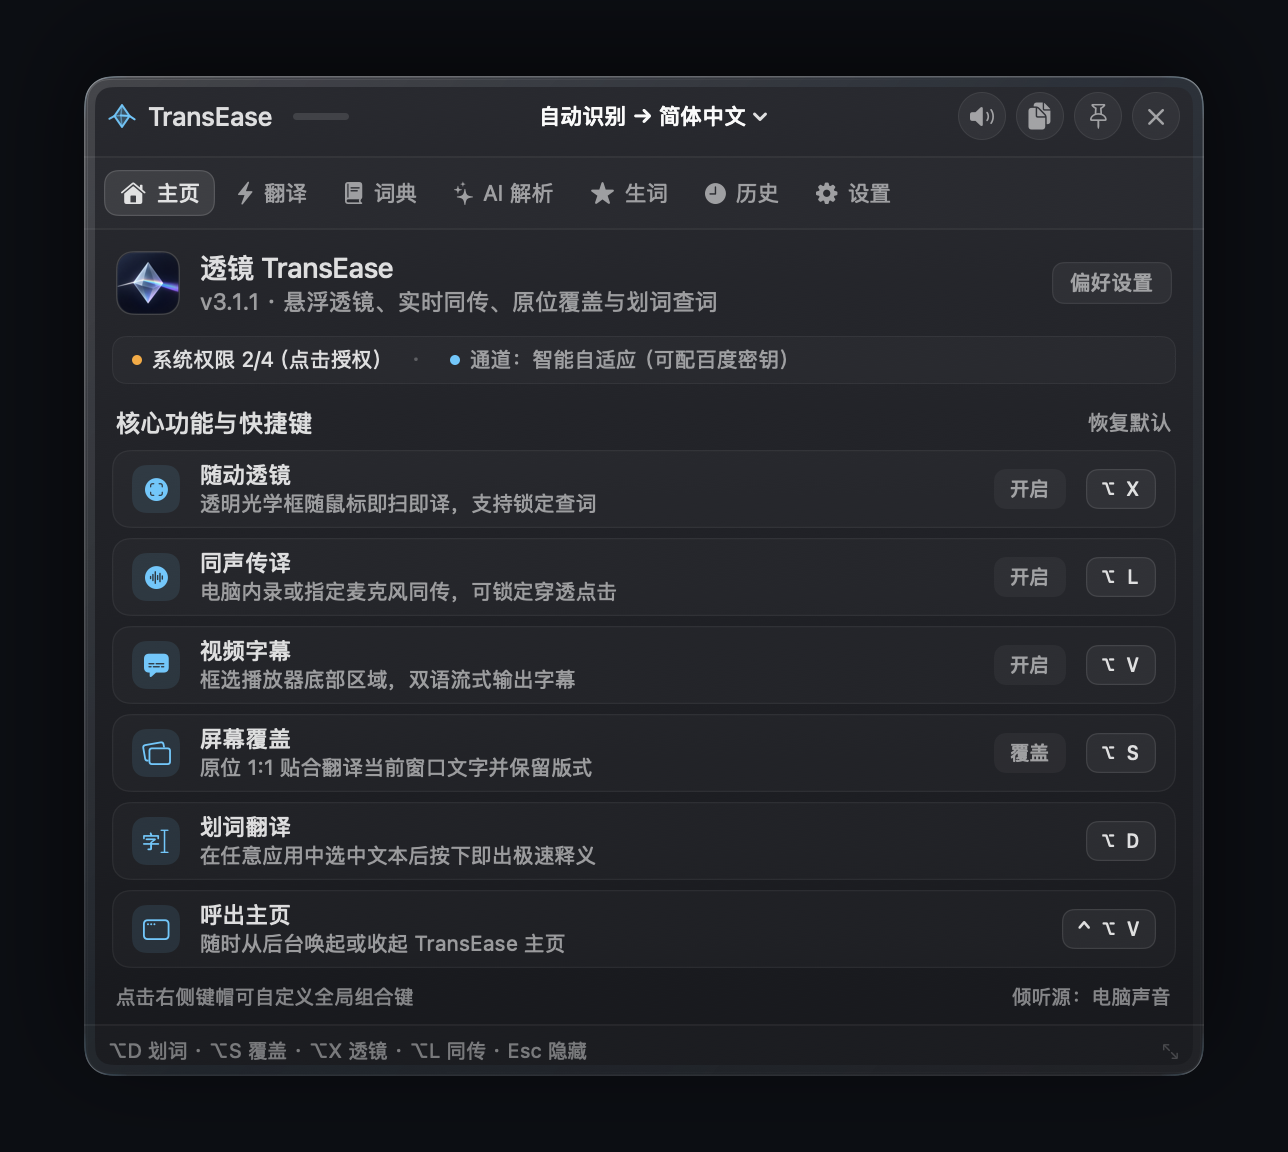 TransEase
自动识别 → 简体中文
主页 翻译 词典 AI 解析 生词 历史 设置
透镜 TransEase
v3.1.1 · 悬浮透镜、实时同传、原位覆盖与划词查词
偏好设置
系统权限 2/4 (点击授权) · 通道：智能自适应（可配百度密钥）
核心功能与快捷键
恢复默认
随动透镜
透明光学框随鼠标即扫即译，支持锁定查词
开启 ⌥ X
同声传译
电脑内录或指定麦克风同传，可锁定穿透点击
开启 ⌥ L
视频字幕
框选播放器底部区域，双语流式输出字幕
开启 ⌥ V
屏幕覆盖
原位 1:1 贴合翻译当前窗口文字并保留版式
覆盖 ⌥ S
字
划词翻译
在任意应用中选中文本后按下即出极速释义
⌥ D
呼出主页
随时从后台唤起或收起 TransEase 主页
^ ⌥ V
点击右侧键帽可自定义全局组合键
倾听源：电脑声音
⌥D 划词 · ⌥S 覆盖 · ⌥X 透镜 · ⌥L 同传 · Esc 隐藏